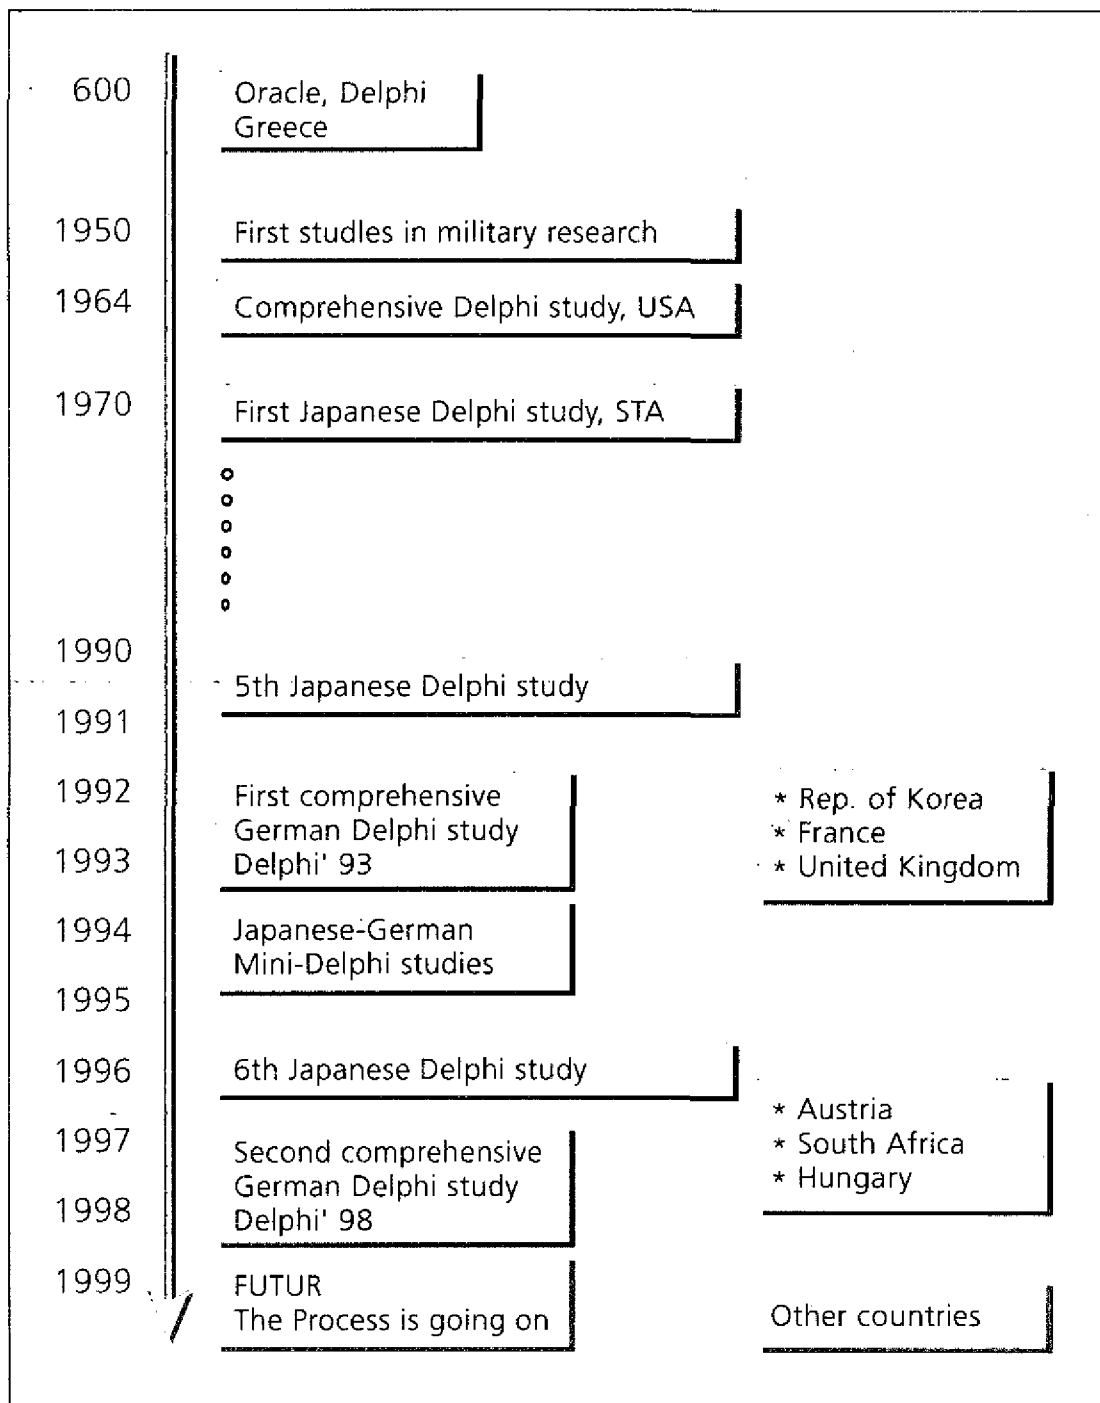 600
Oracle, Delphi
Greece
1950
First studles in military research
1964
Comprehensive Delphi study, USA
1970
First Japanese Delphi study, STA
1990
5th Japanese Delphi study
1991
1992
First comprehensive
German Delphi study
Delphi' 93
1993
* Rep. of Korea
* France
* United Kingdom
1994
Japanese-German
Mini-Delphi studies
1995
1996
6th Japanese Delphi study
* Austria
* South Africa
* Hungary
1997
Second comprehensive
German Delphi study
Delphi' 98
1998
1999
FUTUR
The Process is going on
Other countries